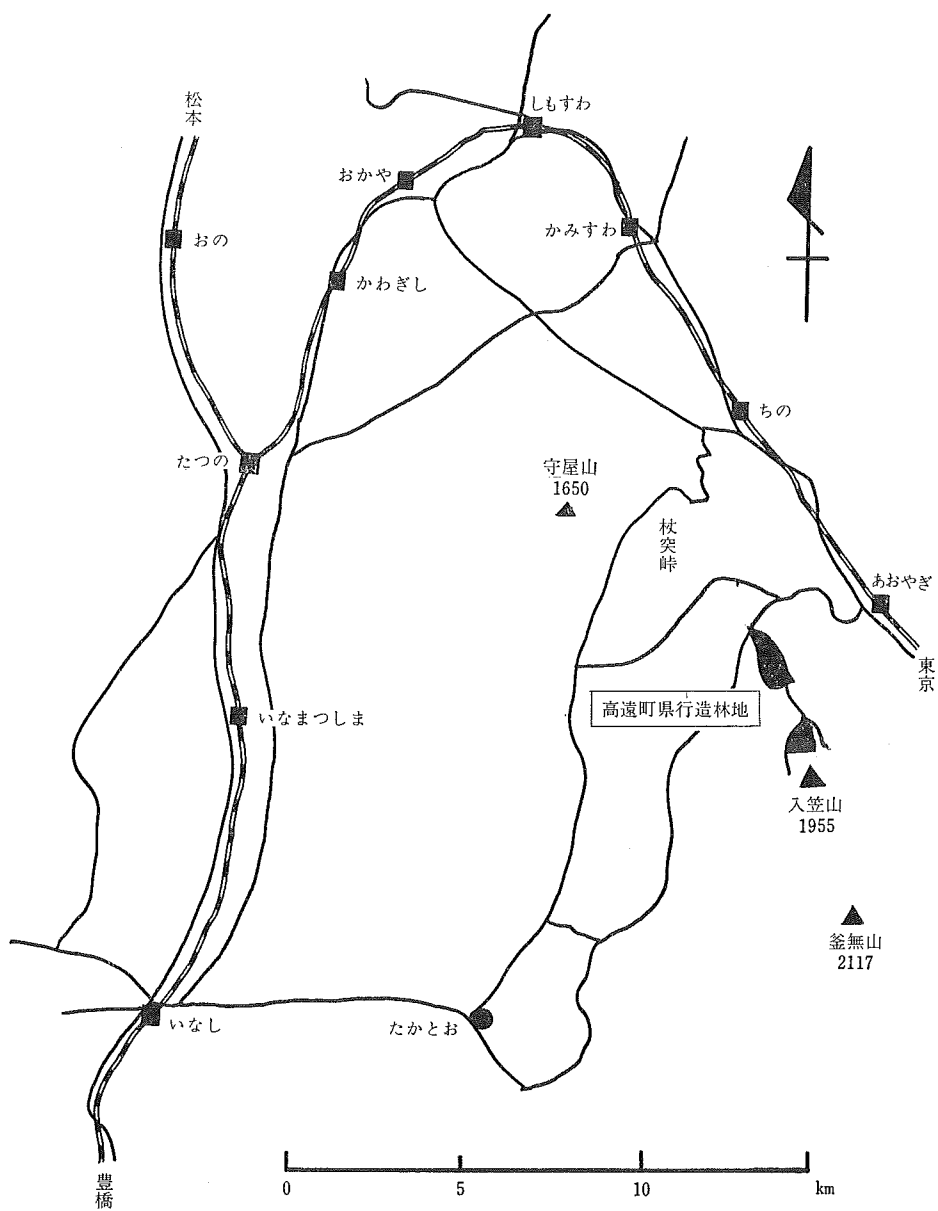 松本
しもすわ
おかや
おの
かみすわ
かわぎし
ちの
たつの
守屋山
1650
杖突峠
あおやぎ
東京
高遠町県行造林地
いなまつしま
入笠山
1955
釜無山
2117
いなし
たかとお
豊橋
0
5
10
km